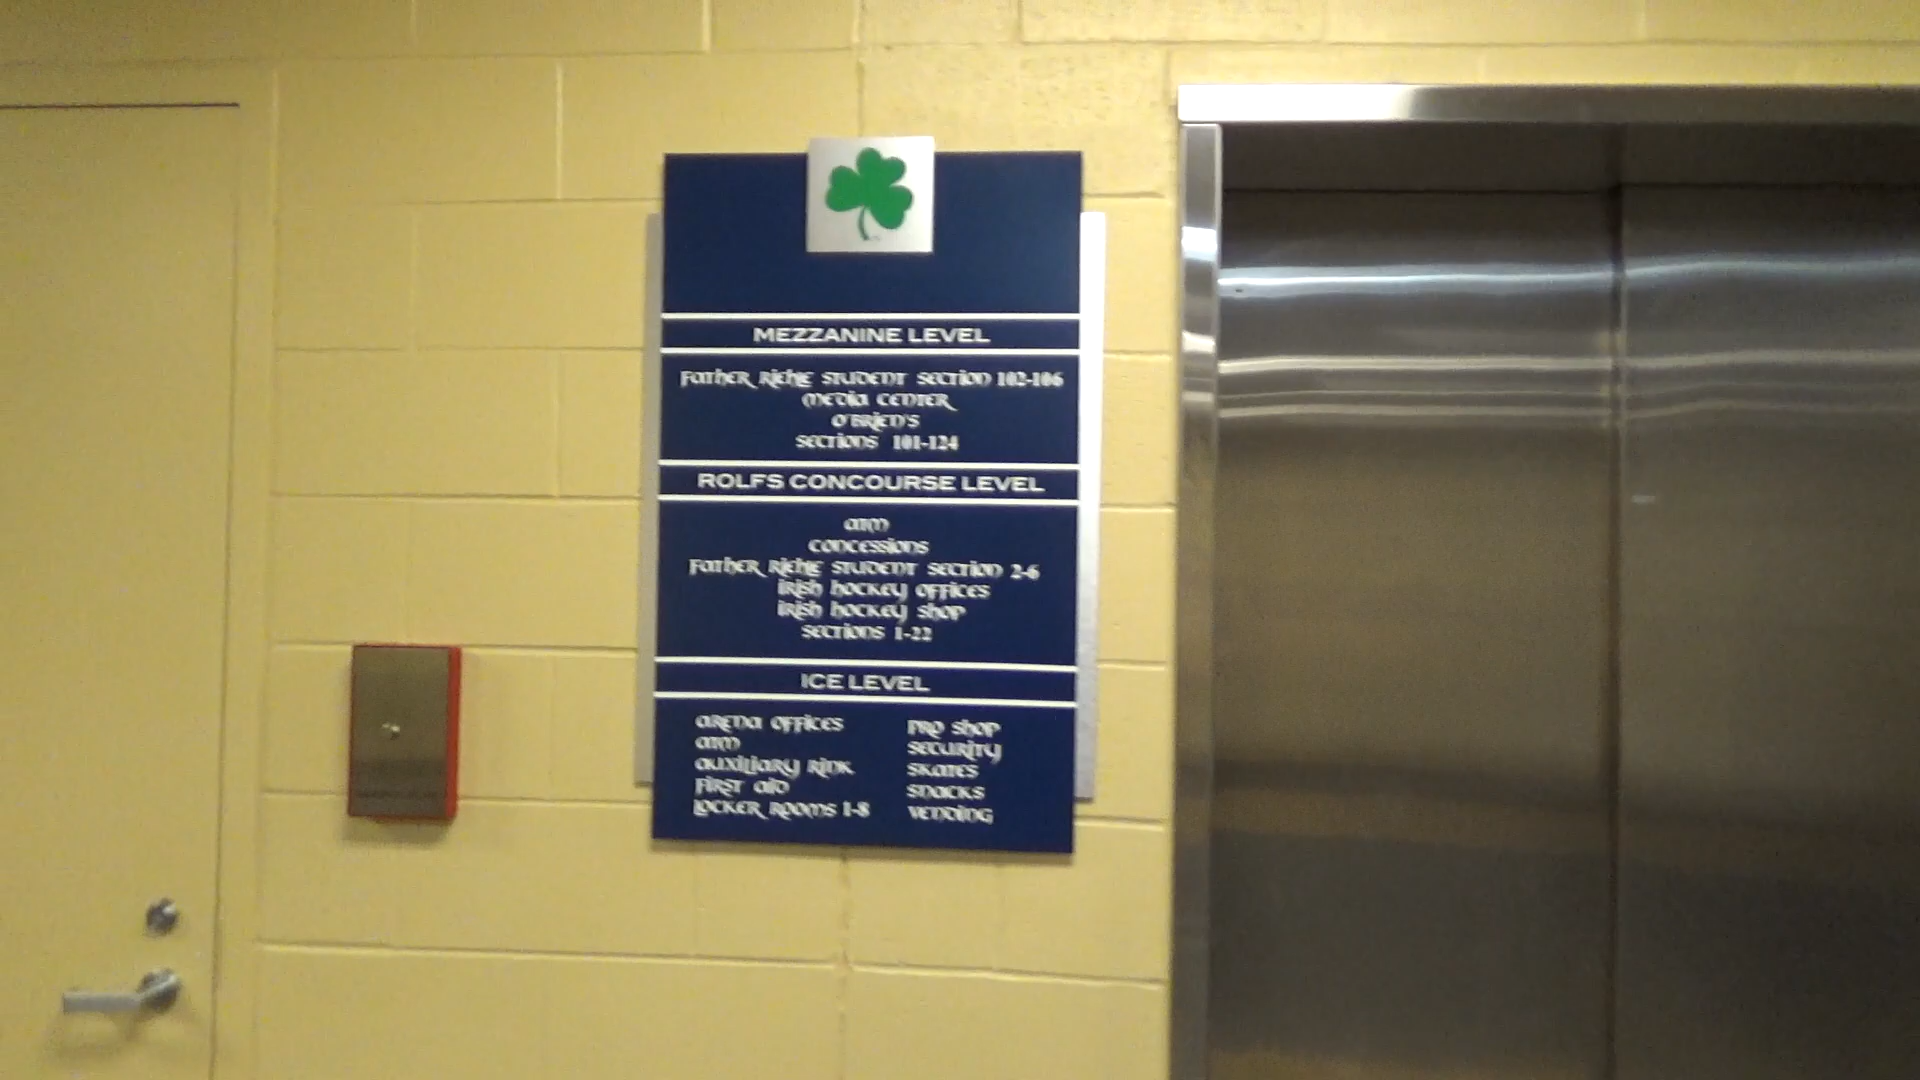 MEZZANINE LEVEL
FATHER RIEHLE STUDENT SECTION 102-106
MEDIA CENTER
O'BRIEN'S
SECTIONS 101-124
ROLFS CONCOURSE LEVEL
ATM
CONCESSIONS
FATHER RIEHLE STUDENT SECTION 2-6
IRISH HOCKEY OFFICES
IRISH HOCKEY SHOP
SECTIONS 1-22
ICE LEVEL
ARENA OFFICES
ATM
AUXILIARY RINK
FIRST AID
LOCKER ROOMS 1-8
PRO SHOP
SECURITY
SKATES
SNACKS
VENDING